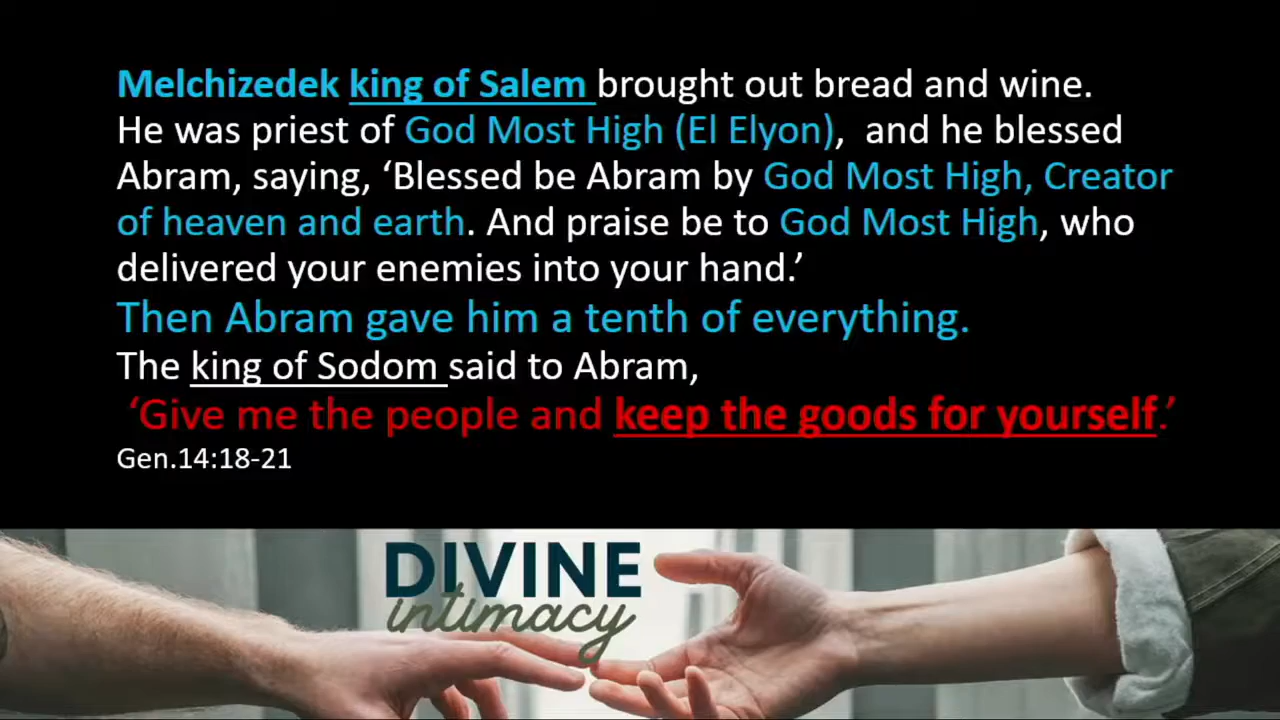 Melchizedek king of Salem brought out bread and wine.
He was priest of God Most High (El Elyon),  and he blessed
Abram, saying, ‘Blessed be Abram by God Most High, Creator
of heaven and earth. And praise be to God Most High, who
delivered your enemies into your hand.’
Then Abram gave him a tenth of everything.
The king of Sodom said to Abram,
‘Give me the people and keep the goods for yourself.’
Gen.14:18-21
DIVINE
intimacy